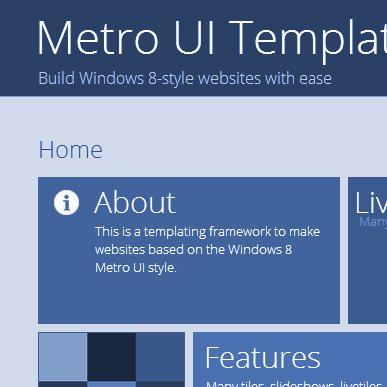 Metro UI Templat
Build Windows 8-style websites with ease
Home
About
This is a templating framework to make
websites based on the Windows 8
Metro UI style.
Liv
Many
Features
Many tiles, slideshows, livetiles